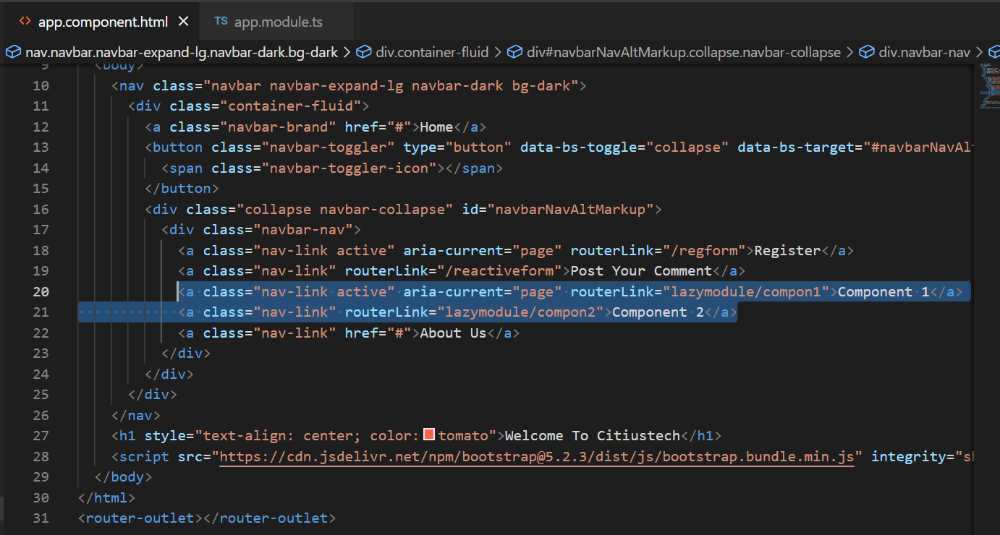 <> app.component.html × TS app.module.ts
nav.navbar.navbar-expand-lg.navbar-dark.bg-dark > div.container-fluid > div#navbarNavAltMarkup.collapse.navbar-collapse > div.navbar-nav >
9 <body>
10 <nav class="navbar navbar-expand-lg navbar-dark bg-dark">
11 <div class="container-fluid">
12 <a class="navbar-brand" href="#">Home</a>
13 <button class="navbar-toggler" type="button" data-bs-toggle="collapse" data-bs-target="#navbarNavAlt
14 <span class="navbar-toggler-icon"></span>
15 </button>
16 <div class="collapse navbar-collapse" id="navbarNavAltMarkup">
17 <div class="navbar-nav">
18 <a class="nav-link active" aria-current="page" routerLink="/regform">Register</a>
19 <a class="nav-link" routerLink="/reactiveform">Post Your Comment</a>
20 <a class="nav-link active" aria-current="page" routerLink="lazymodule/compon1">Component 1</a>
21 <a class="nav-link" routerLink="lazymodule/compon2">Component 2</a>
22 <a class="nav-link" href="#">About Us</a>
23 </div>
24 </div>
25 </div>
26 </nav>
27 <h1 style="text-align: center; color: tomato">Welcome To Citiustech</h1>
28 <script src="https://cdn.jsdelivr.net/npm/bootstrap@5.2.3/dist/js/bootstrap.bundle.min.js" integrity="s
29 </body>
30 </html>
31 <router-outlet></router-outlet>